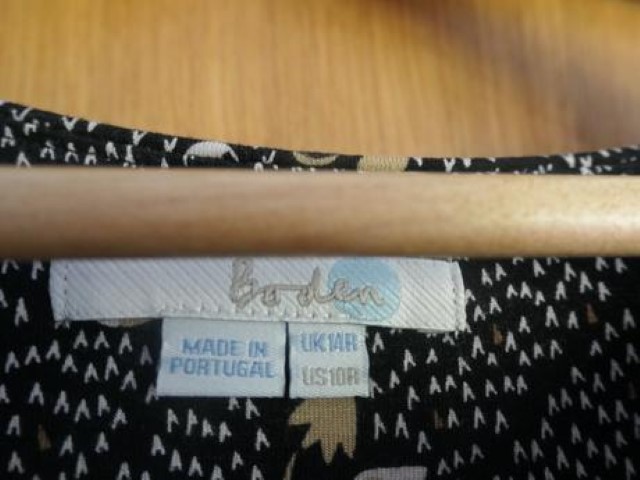 Boden
MADE IN
PORTUGAL
UK14R
US10R